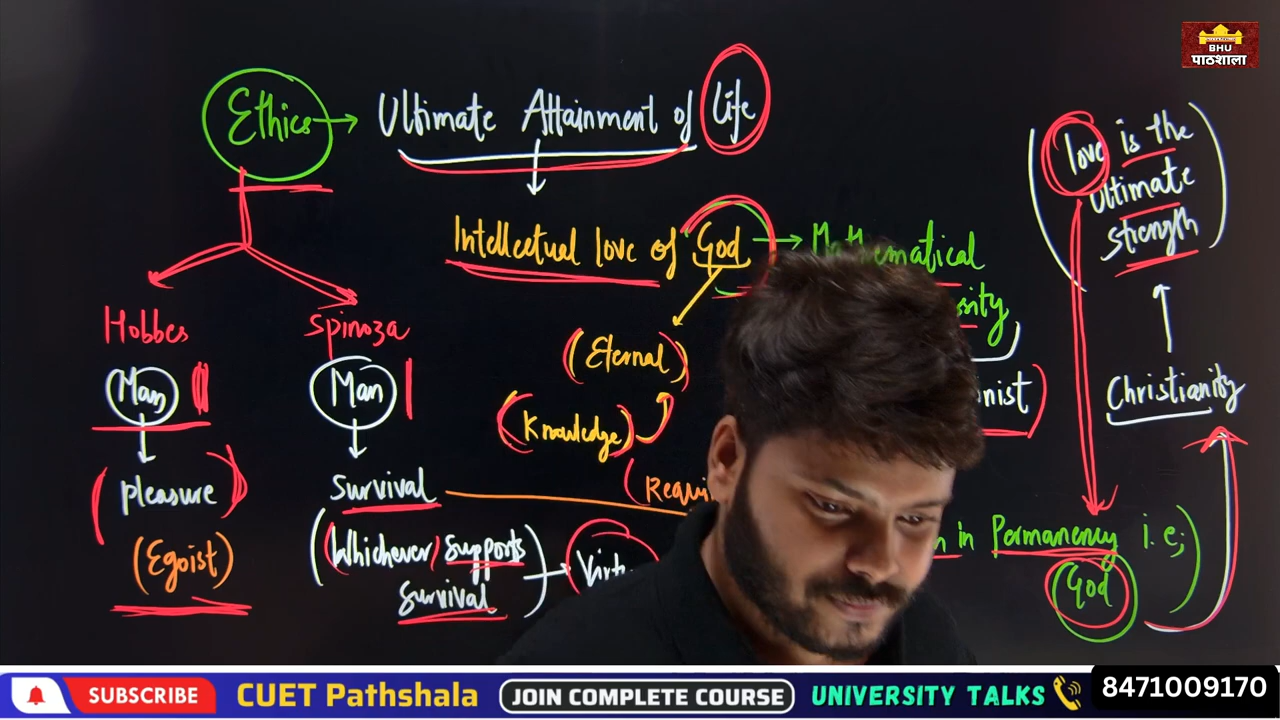 BHU
पाठशाला
Ethics → Ultimate Attainment of life
Intellectual love of God → Mathematical
(Eternal)
(Knowledge)
Hobbes
Man
(pleasure)
(Egoist)
Spinoza
Man
Survival
(Whichever supports
survival)
(love is the
Ultimate
strength)
Christianity
in Permanency i.e;
God
SUBSCRIBE
CUET Pathshala
JOIN COMPLETE COURSE
UNIVERSITY TALKS
8471009170